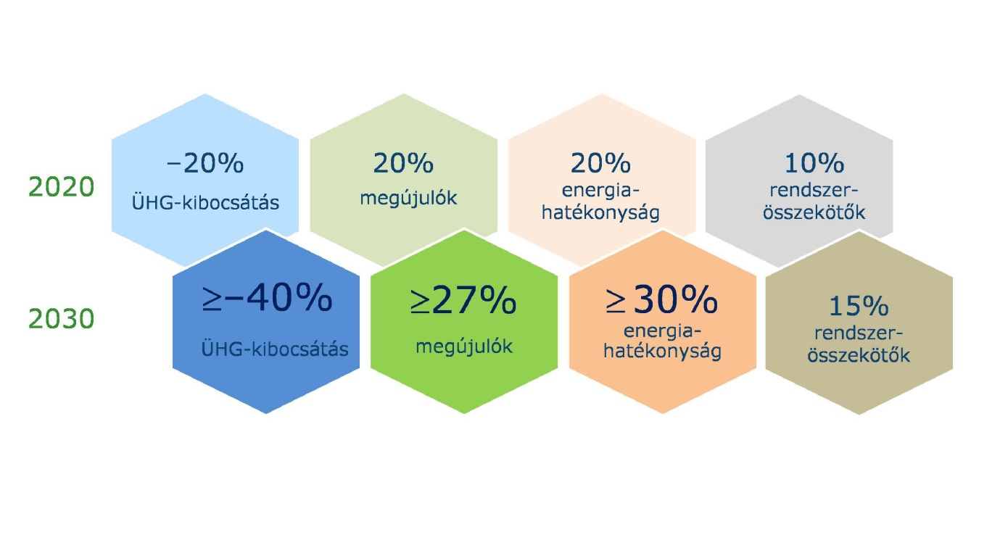 2020
–20%
ÜHG-kibocsátás
20%
megújulók
20%
energia-
hatékonyság
10%
rendszer-
összekötők
2030
≥–40%
ÜHG-kibocsátás
≥27%
megújulók
≥ 30%
energia-
hatékonyság
15%
rendszer-
összekötők